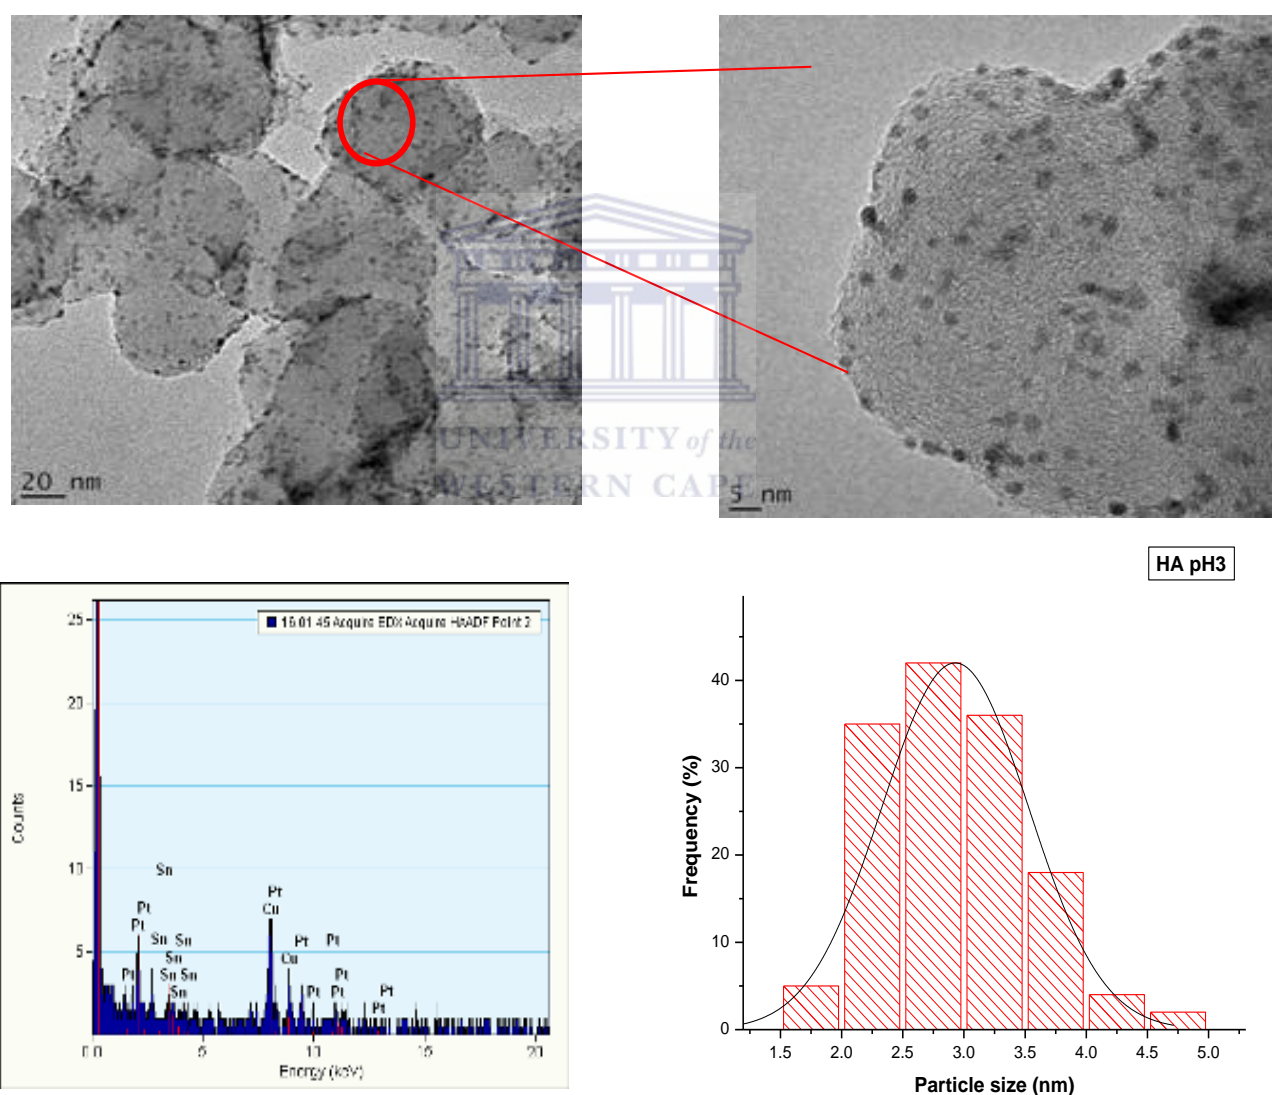 20 nm
5 nm
UNIVERSITY of the
WESTERN CAPE
HA pH3
16 01 45 Acquire EDX Acquire HAADF Point 2
25
20
15
10
5
Counts
Sn
Pt
Pt
Sn Sn
Sn
Pt Sn Sn
Sn
Pt
Cu
Pt Pt
Cu
Pt
Pt Pt
Pt
Pt
0.0 5 10 15 20
Energy (keV)
Frequency (%)
40
30
20
10
0
1.5 2.0 2.5 3.0 3.5 4.0 4.5 5.0
Particle size (nm)